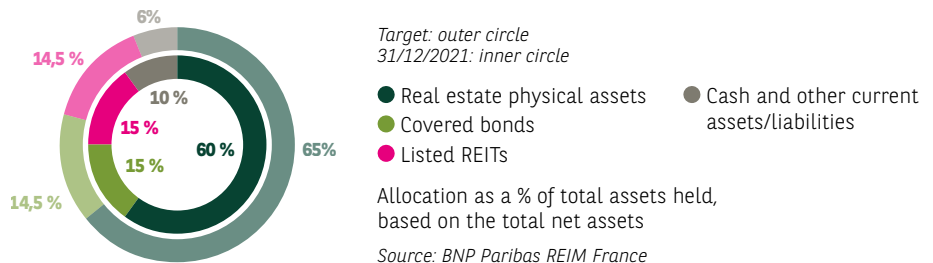 6%
14,5 %
10 %
15 %
60 %
65%
15 %
14,5 %
Target: outer circle
31/12/2021: inner circle
Real estate physical assets
Covered bonds
Listed REITs
Cash and other current
assets/liabilities
Allocation as a % of total assets held,
based on the total net assets
Source: BNP Paribas REIM France